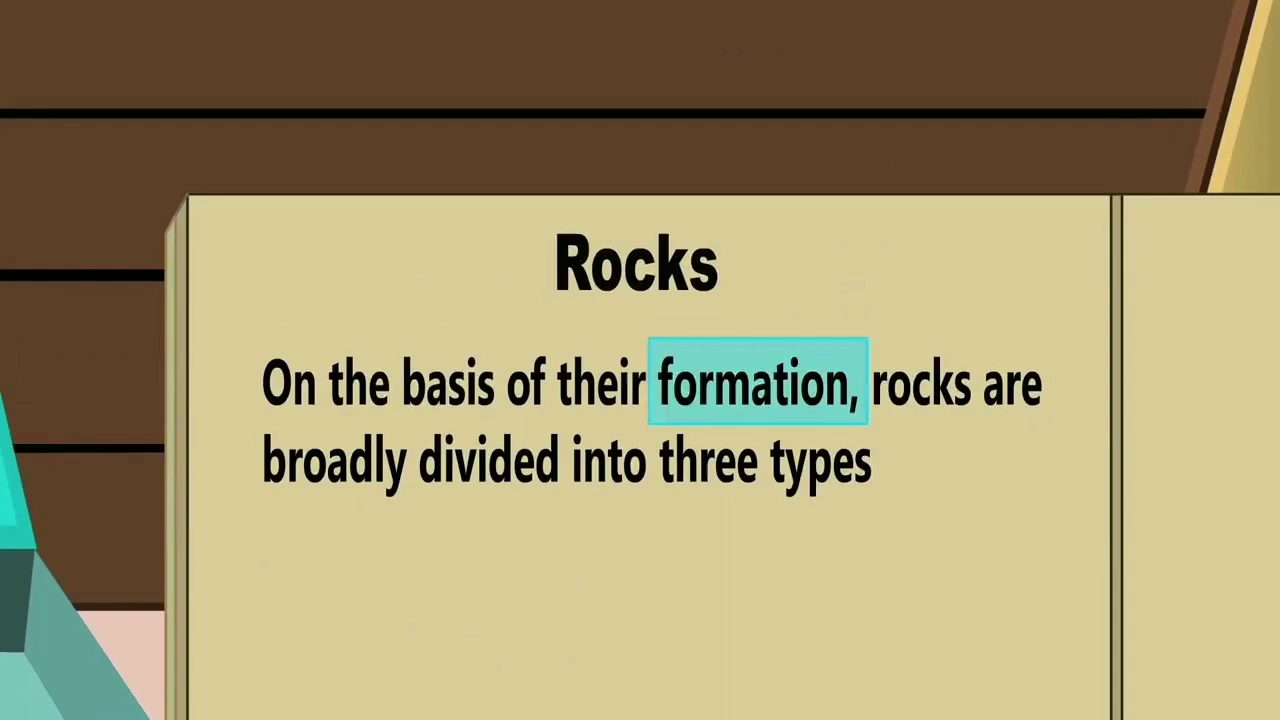 Rocks
On the basis of their formation, rocks are
broadly divided into three types